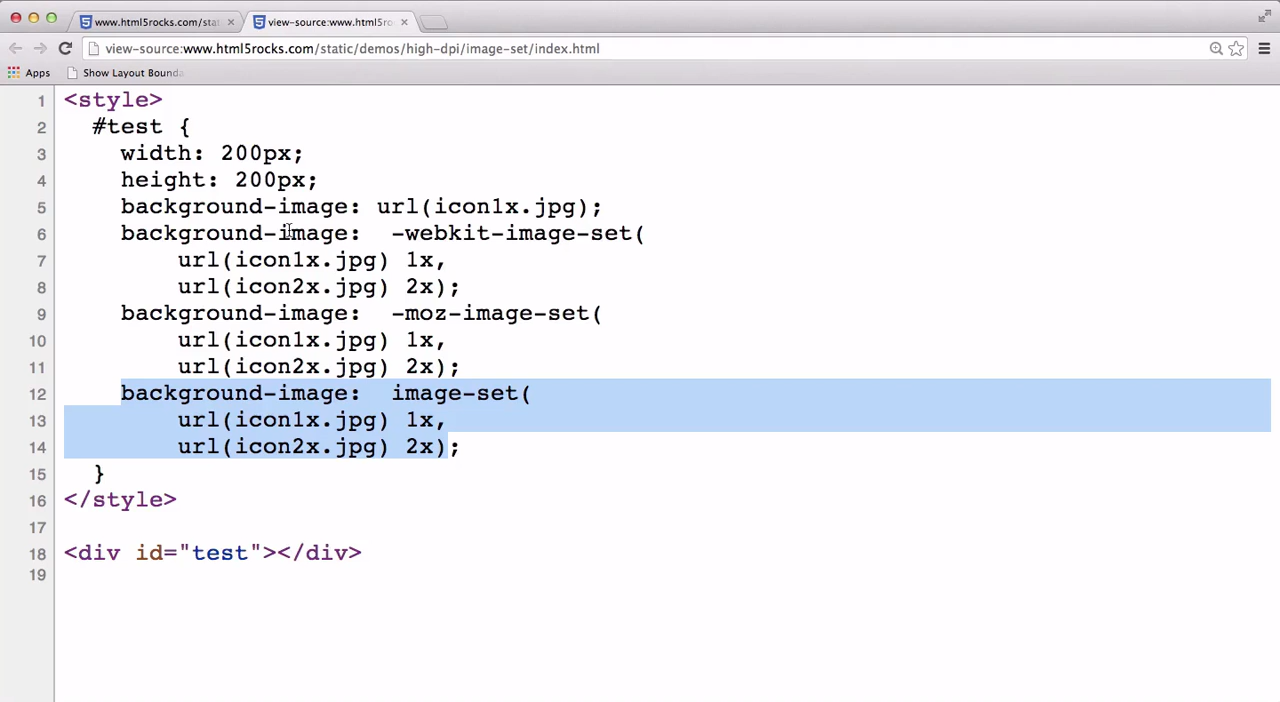 www.html5rocks.com/stat
view-source:www.html5rocks
view-source:www.html5rocks.com/static/demos/high-dpi/image-set/index.html
Apps
Show Layout Bounda
1 <style>
2 #test {
3 width: 200px;
4 height: 200px;
5 background-image: url(icon1x.jpg);
6 background-image: -webkit-image-set(
7 url(icon1x.jpg) 1x,
8 url(icon2x.jpg) 2x);
9 background-image: -moz-image-set(
10 url(icon1x.jpg) 1x,
11 url(icon2x.jpg) 2x);
12 background-image: image-set(
13 url(icon1x.jpg) 1x,
14 url(icon2x.jpg) 2x);
15 }
16 </style>
17
18 <div id="test"></div>
19